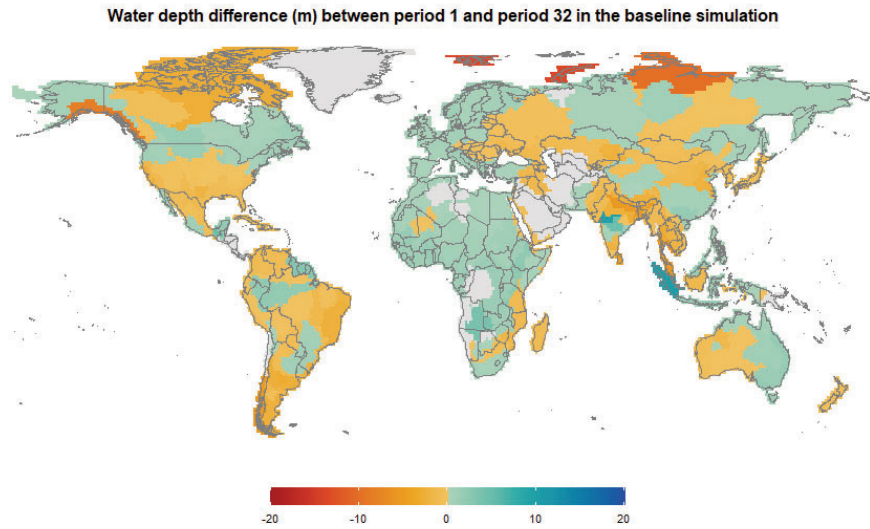 Water depth difference (m) between period 1 and period 32 in the baseline simulation
-20 -10 0 10 20